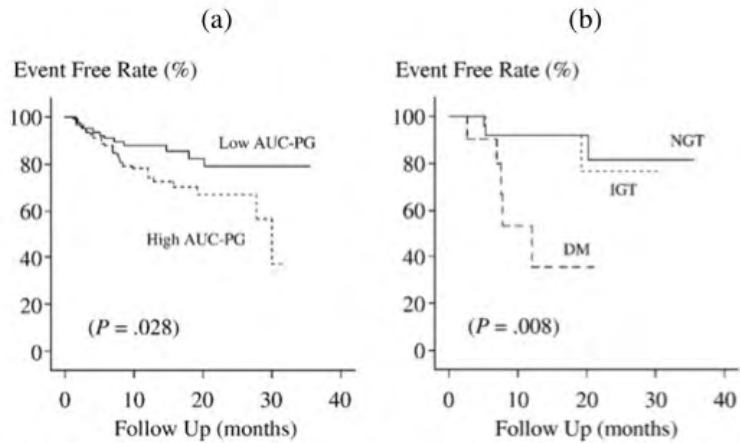 (a)
Event Free Rate (%)
100
80
60
40
80
0
Low AUC-PG
High AUC-PG
(P = .028)
0 10 20 30 40
Follow Up (months)
(b)
Event Free Rate (%)
100
80
60
40
20
0
NGT
IGT
DM
(P = .008)
0 10 20 30 40
Follow Up (months)